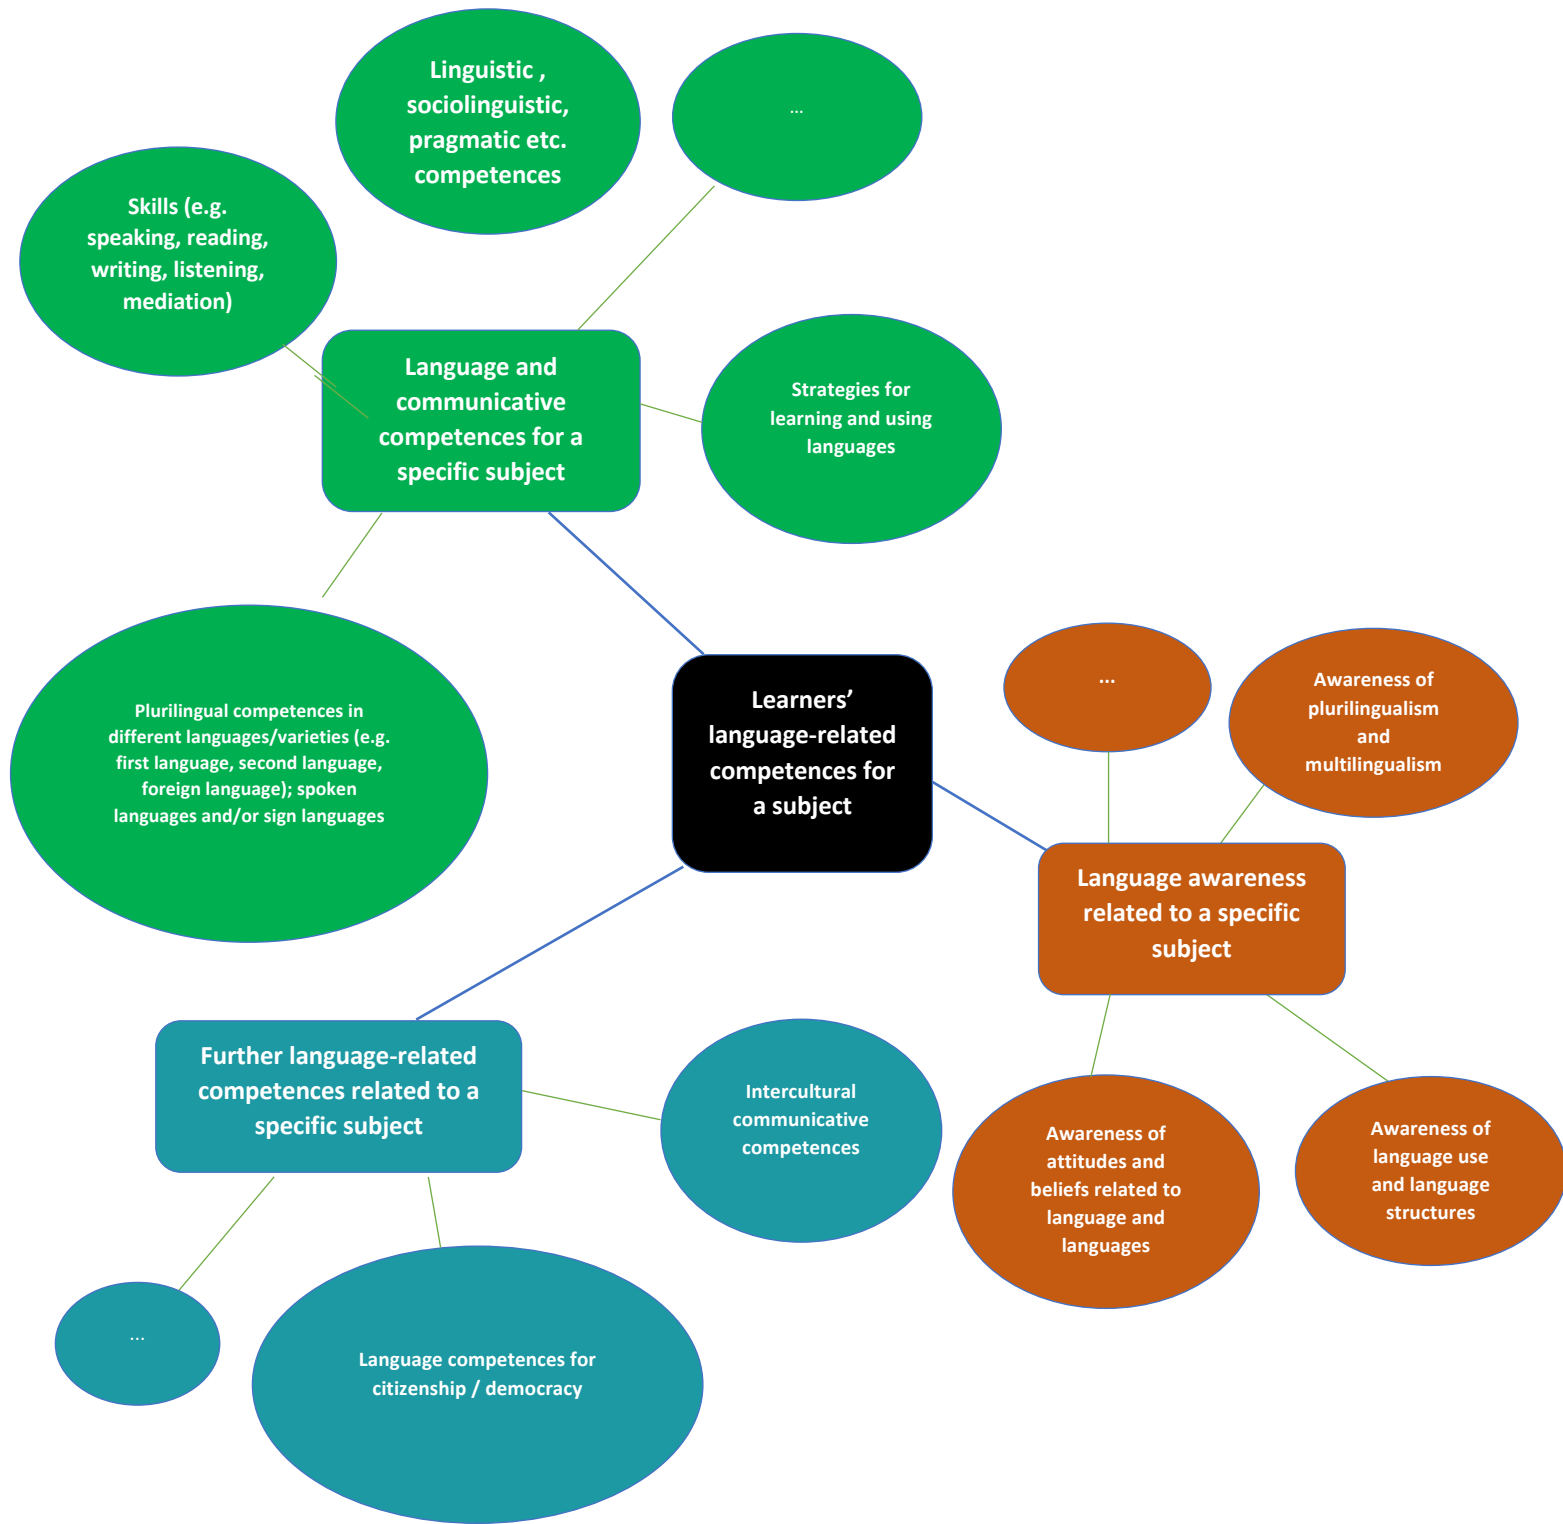 Linguistic ,
sociolinguistic,
pragmatic etc.
competences
...
Skills (e.g.
speaking, reading,
writing, listening,
mediation)
Language and
communicative
competences for a
specific subject
Strategies for
learning and using
languages
Plurilingual competences in
different languages/varieties (e.g.
first language, second language,
foreign language); spoken
languages and/or sign languages
Learners’
language-related
competences for
a subject
...
Awareness of
plurilingualism
and
multilingualism
Language awareness
related to a specific
subject
Further language-related
competences related to a
specific subject
Intercultural
communicative
competences
Awareness of
attitudes and
beliefs related to
language and
languages
Awareness of
language use
and language
structures
...
Language competences for
citizenship / democracy